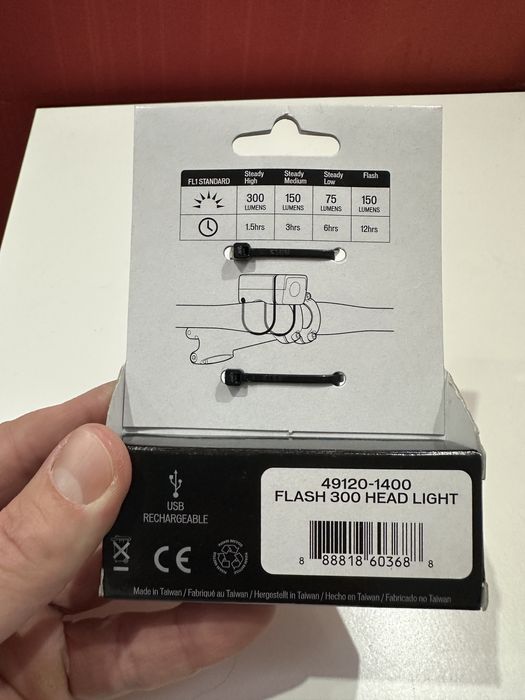 FL1 STANDARD Steady High Steady Medium Steady Low Flash
300 LUMENS 150 LUMENS 75 LUMENS 150 LUMENS
1.5hrs 3hrs 6hrs 12hrs
USB
RECHARGEABLE
49120-1400
FLASH 300 HEAD LIGHT
8 88818 60368 8
CE
Made in Taiwan / Fabriqué au Taiwan / Hergestellt in Taiwan / Hecho en Taiwán / Fabricado no Taiwan